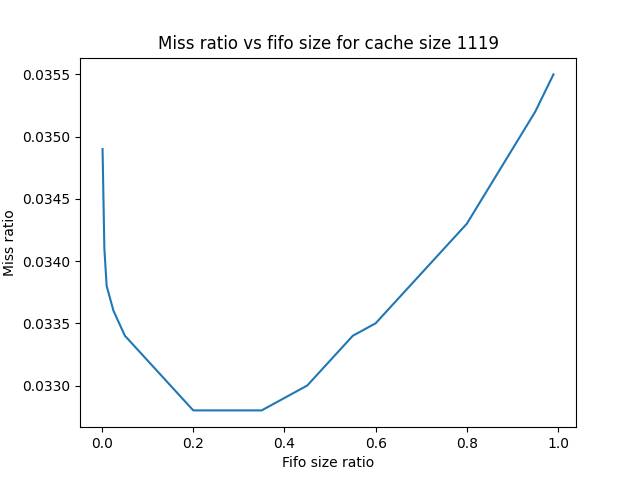 Miss ratio vs fifo size for cache size 1119
0.0355
0.0350
0.0345
0.0340
0.0335
0.0330
Miss ratio
0.0 0.2 0.4 0.6 0.8 1.0
Fifo size ratio